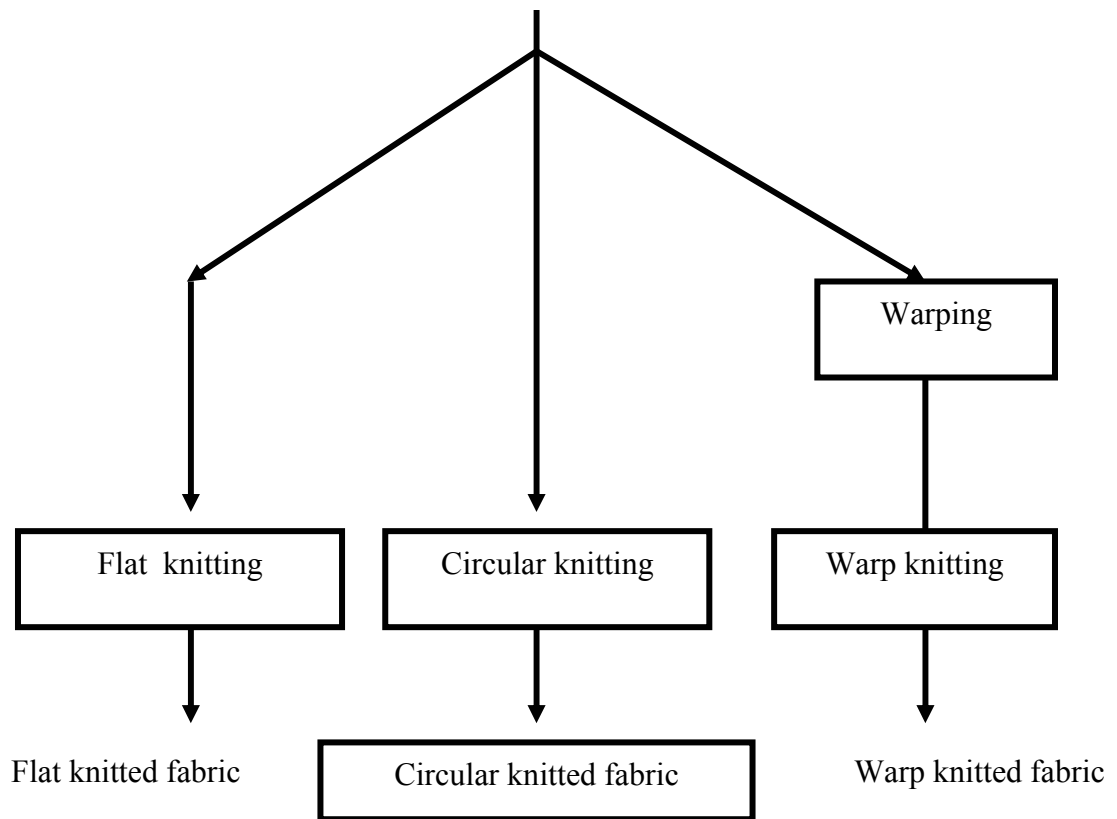 Warping
Flat knitting
Circular knitting
Warp knitting
Flat knitted fabric
Circular knitted fabric
Warp knitted fabric